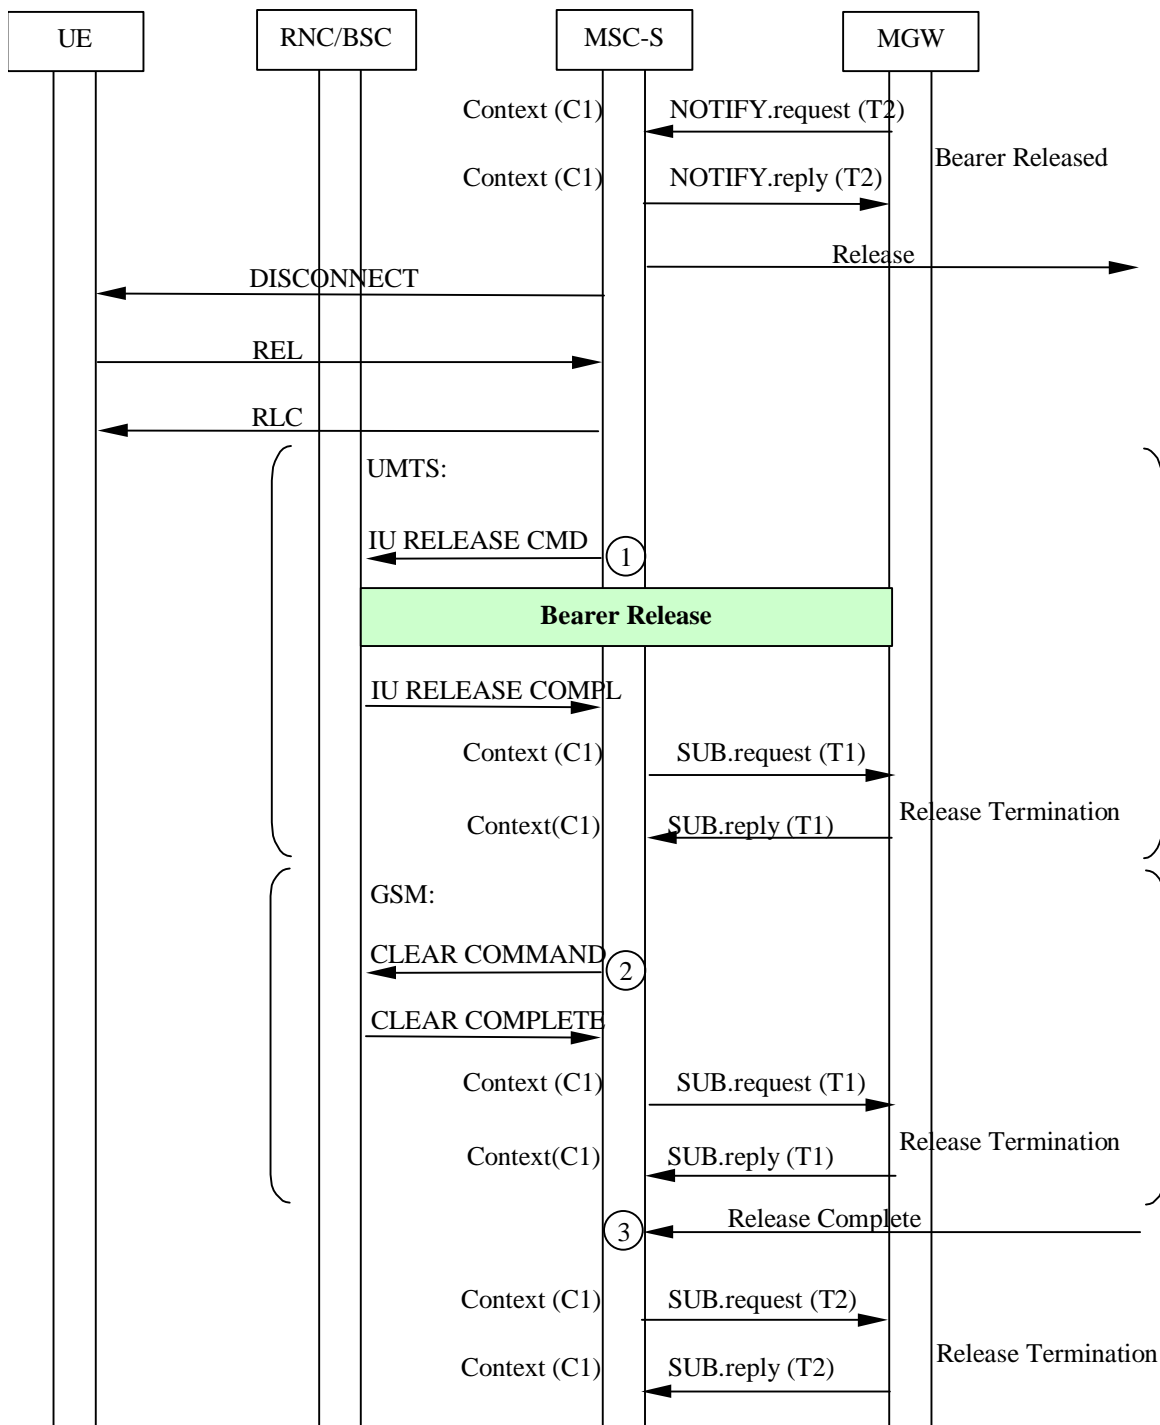 UE RNC/BSC MSC-S MGW
Context (C1) NOTIFY.request (T2)
Bearer Released
Context (C1) NOTIFY.reply (T2)
Release
DISCONNECT
REL
RLC
UMTS:
IU RELEASE CMD 1
Bearer Release
IU RELEASE COMPL
Context (C1) SUB.request (T1)
Release Termination
Context(C1) SUB.reply (T1)
GSM:
CLEAR COMMAND 2
CLEAR COMPLETE
Context (C1) SUB.request (T1)
Release Termination
Context(C1) SUB.reply (T1)
3 Release Complete
Context (C1) SUB.request (T2)
Release Termination
Context (C1) SUB.reply (T2)